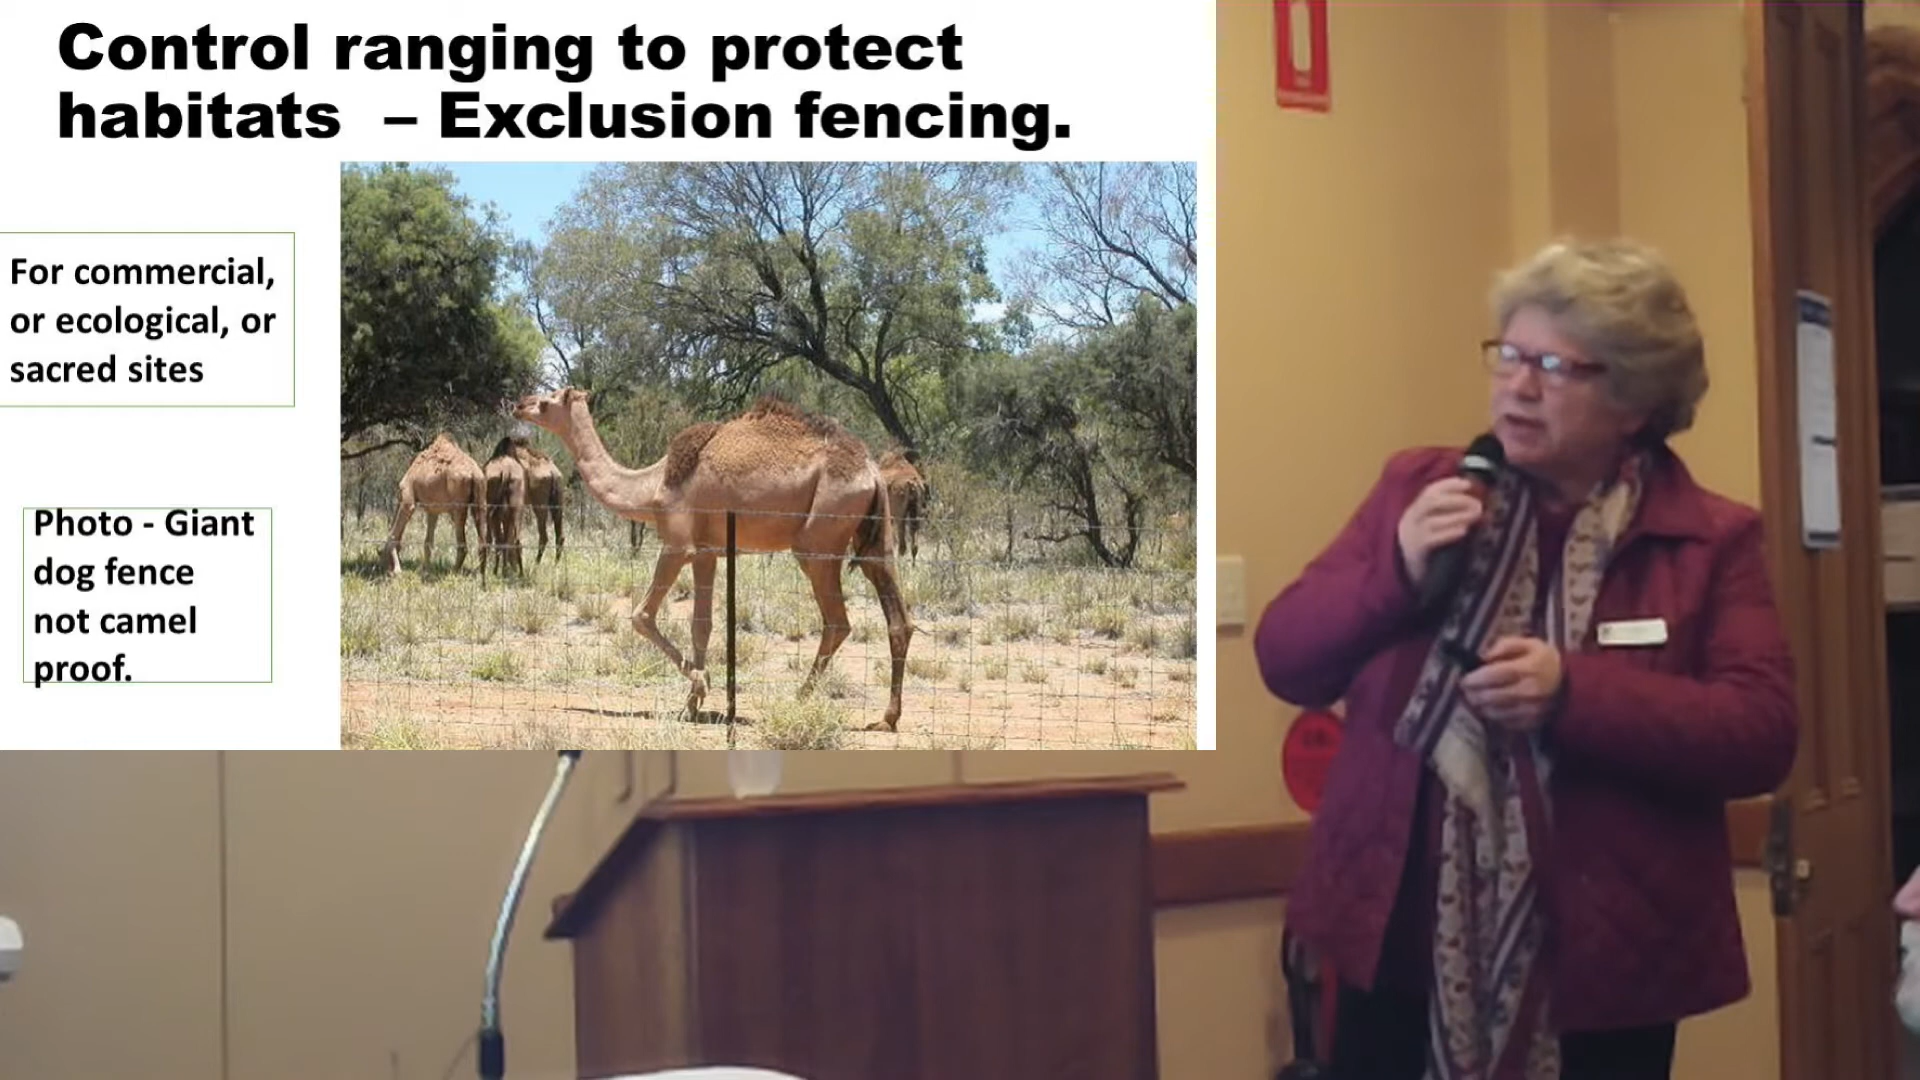 Control ranging to protect
habitats – Exclusion fencing.
For commercial,
or ecological, or
sacred sites
Photo - Giant
dog fence
not camel
proof.